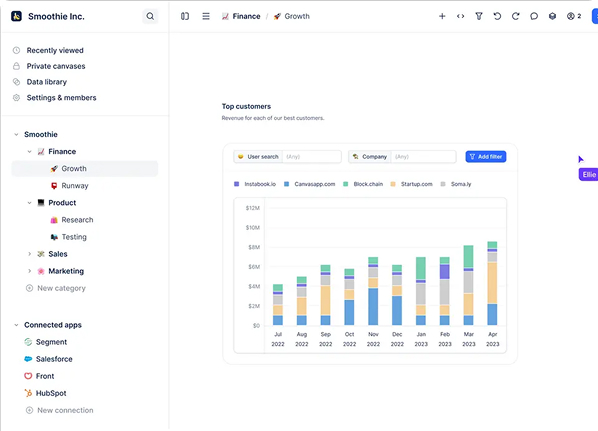 Smoothie Inc.
Finance / Growth
2
Recently viewed
Private canvases
Data library
Settings & members
Smoothie
Finance
Growth
Runway
Product
Research
Testing
Sales
Marketing
New category
Connected apps
Segment
Salesforce
Front
HubSpot
New connection
Top customers
Revenue for each of our best customers.
User search (Any) Company (Any) Add filter
Instabook.io Canvasapp.com Block.chain Startup.com Soma.ly
$12M
$8M
$6M
$4M
$2M
$0
Jul Aug Sep Oct Nov Dec Jan Feb Mar Apr
2022 2022 2022 2022 2022 2022 2023 2023 2023 2023
Ellie